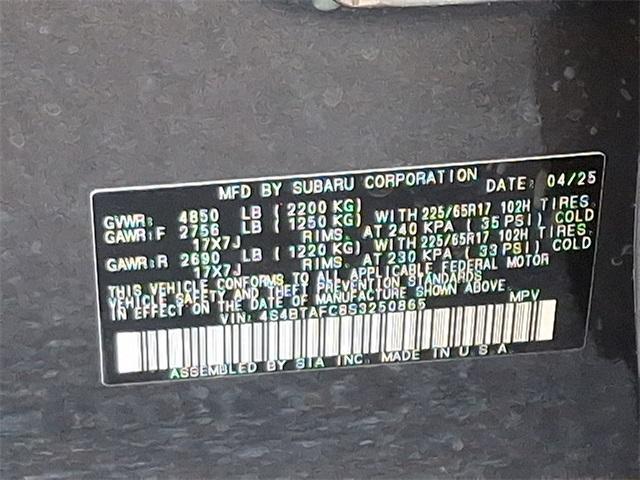 MFD BY SUBARU CORPORATION DATE: 04/25
GVWR: 4850 LB (2200 KG)
GAWR:F 2756 LB (1250 KG) WITH 225/65R17 102H TIRES,
17X7J RIMS, AT 240 KPA (35 PSI) COLD
GAWR:R 2690 LB (1220 KG) WITH 225/65R17 102H TIRES,
17X7J RIMS, AT 230 KPA (33 PSI) COLD
THIS VEHICLE CONFORMS TO ALL APPLICABLE FEDERAL MOTOR
VEHICLE SAFETY AND THEFT PREVENTION STANDARDS
IN EFFECT ON THE DATE OF MANUFACTURE SHOWN ABOVE.
VIN: 4S4BTAFC8S3250865 MPV
ASSEMBLED BY SIA INC. MADE IN U.S.A.